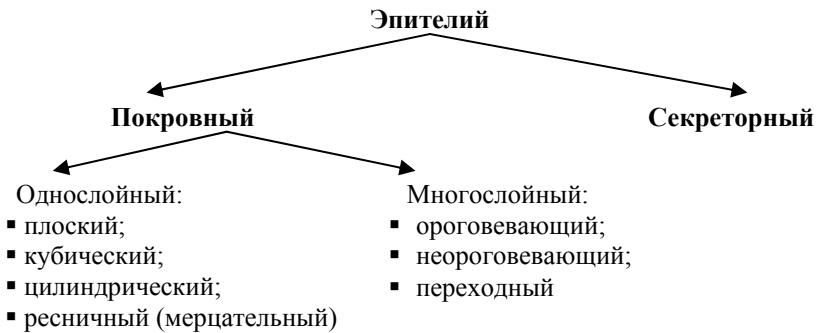 Эпителий
Покровный
Секреторный
Однослойный:
▪ плоский;
▪ кубический;
▪ цилиндрический;
▪ ресничный (мерцательный)
Многослойный:
▪ ороговевающий;
▪ неороговевающий;
▪ переходный